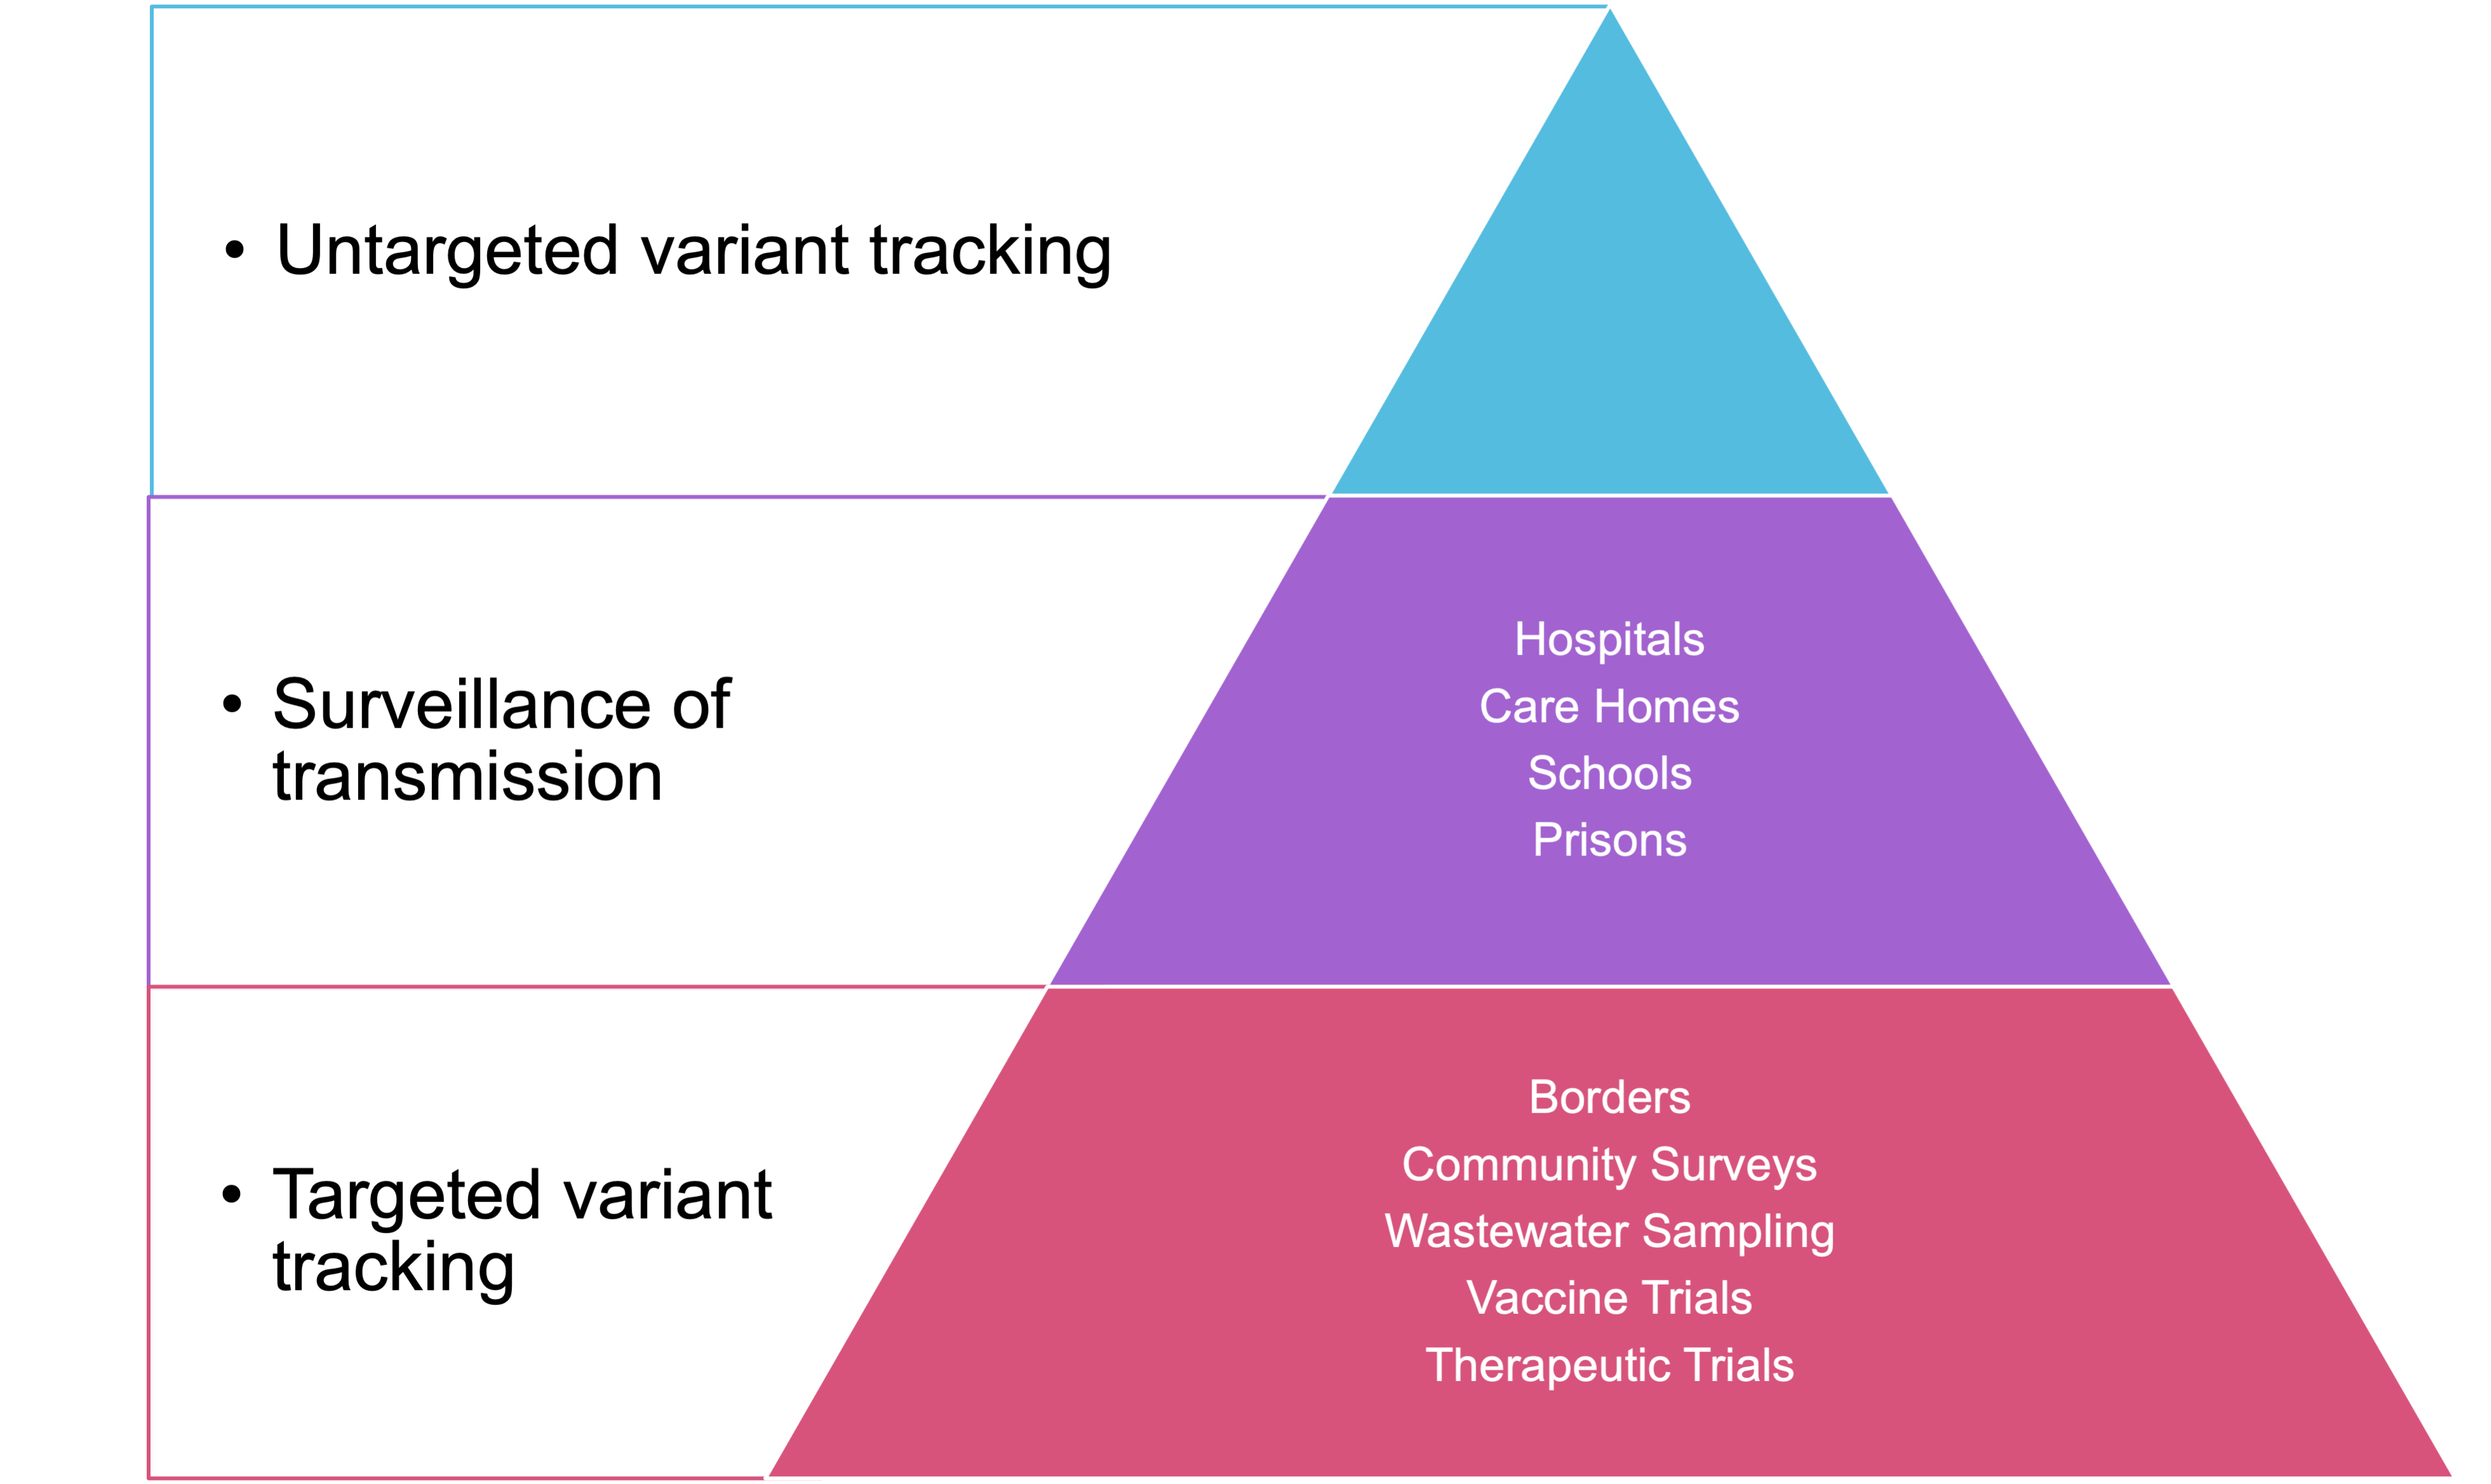 • Untargeted variant tracking
• Surveillance of
transmission
Hospitals
Care Homes
Schools
Prisons
• Targeted variant
tracking
Borders
Community Surveys
Wastewater Sampling
Vaccine Trials
Therapeutic Trials